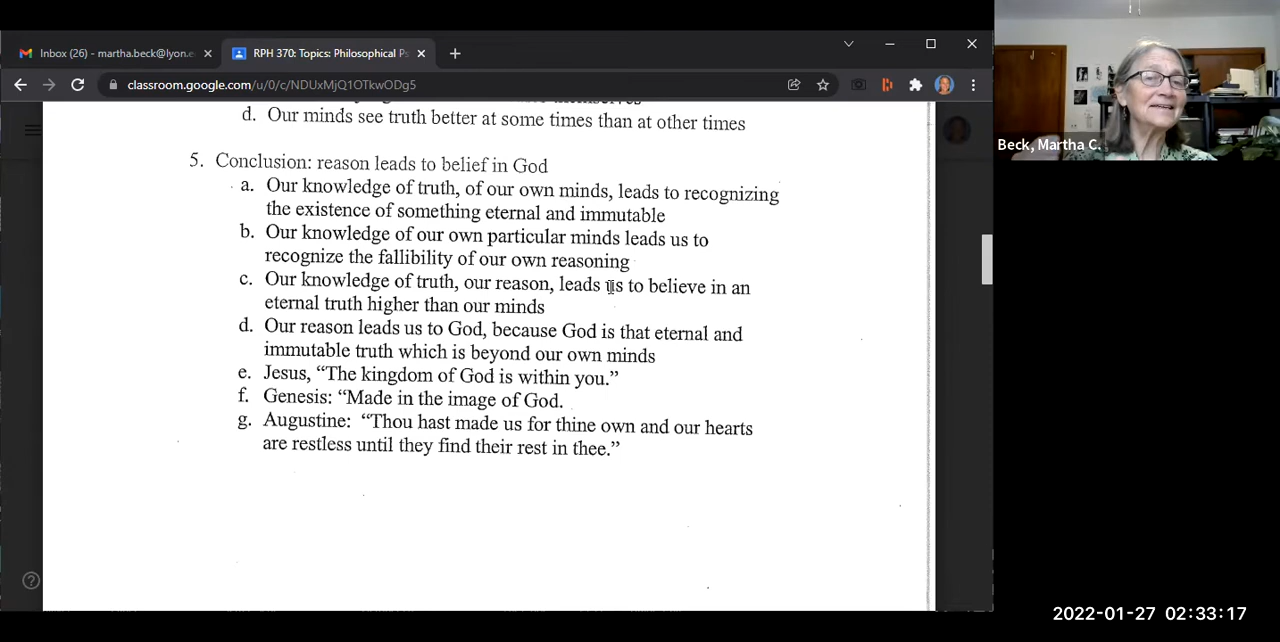 Inbox (26) - martha.beck@lyon.e
RPH 370: Topics: Philosophical P
classroom.google.com/u/0/c/NDUxMjQ1OTkwODg5
d. Our minds see truth better at some times than at other times
5. Conclusion: reason leads to belief in God
a. Our knowledge of truth, of our own minds, leads to recognizing
the existence of something eternal and immutable
b. Our knowledge of our own particular minds leads us to
recognize the fallibility of our own reasoning
c. Our knowledge of truth, our reason, leads us to believe in an
eternal truth higher than our minds
d. Our reason leads us to God, because God is that eternal and
immutable truth which is beyond our own minds
e. Jesus, “The kingdom of God is within you.”
f. Genesis: “Made in the image of God.
g. Augustine: “Thou hast made us for thine own and our hearts
are restless until they find their rest in thee.”
Beck, Martha C.
2022-01-27 02:33:17